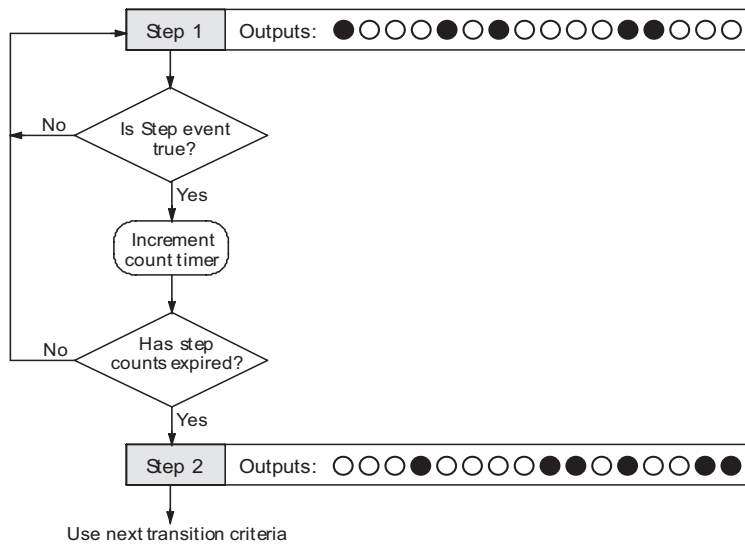 Step 1
Outputs:
Is Step event
true?
No
Yes
Increment
count timer
Has step
counts expired?
No
Yes
Step 2
Outputs:
Use next transition criteria